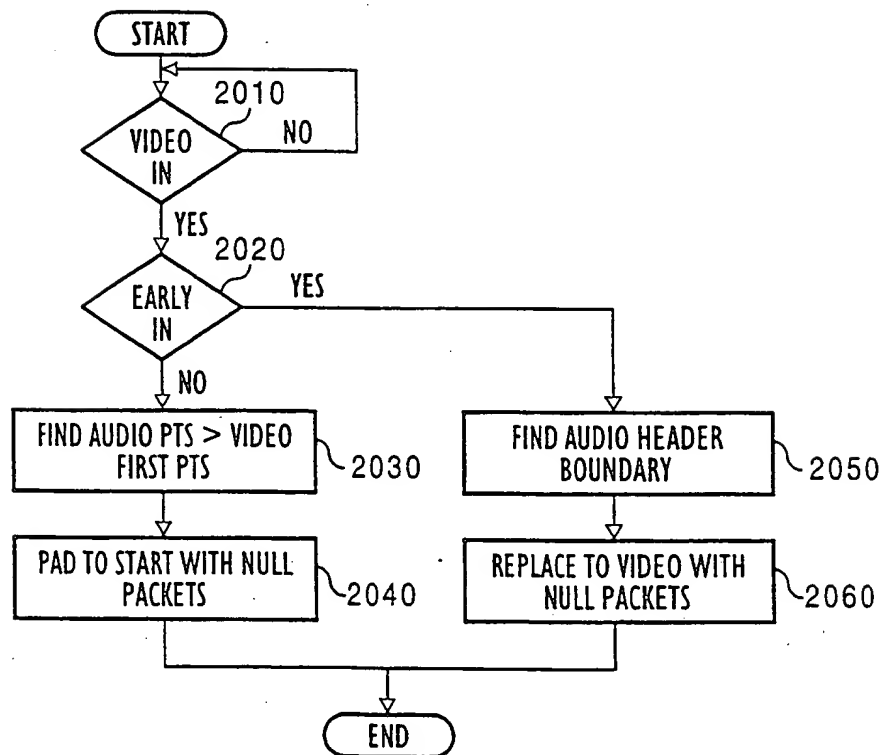 START
2010
VIDEO
IN
NO
YES
2020
EARLY
IN
YES
NO
FIND AUDIO PTS > VIDEO
FIRST PTS
2030
FIND AUDIO HEADER
BOUNDARY
2050
PAD TO START WITH NULL
PACKETS
2040
REPLACE TO VIDEO WITH
NULL PACKETS
2060
END